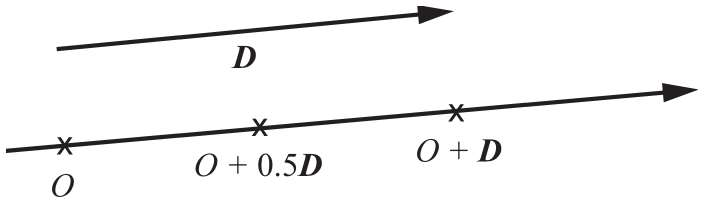 D
O
O + 0.5D
O + D